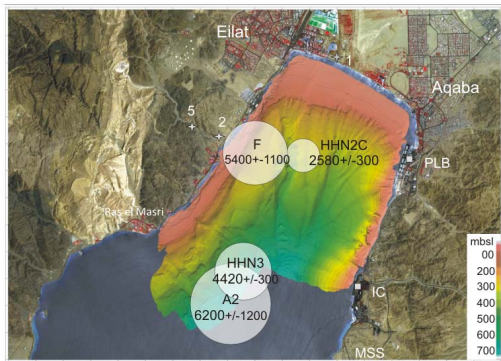 Eilat
1
Aqaba
5
2
F
5400+-1100
HHN2C
2580+/-300
PLB
Ras el Masri
HHN3
4420+/-300
A2
6200+/-1200
IC
MSS
mbsl
00
100
200
300
400
500
600
700